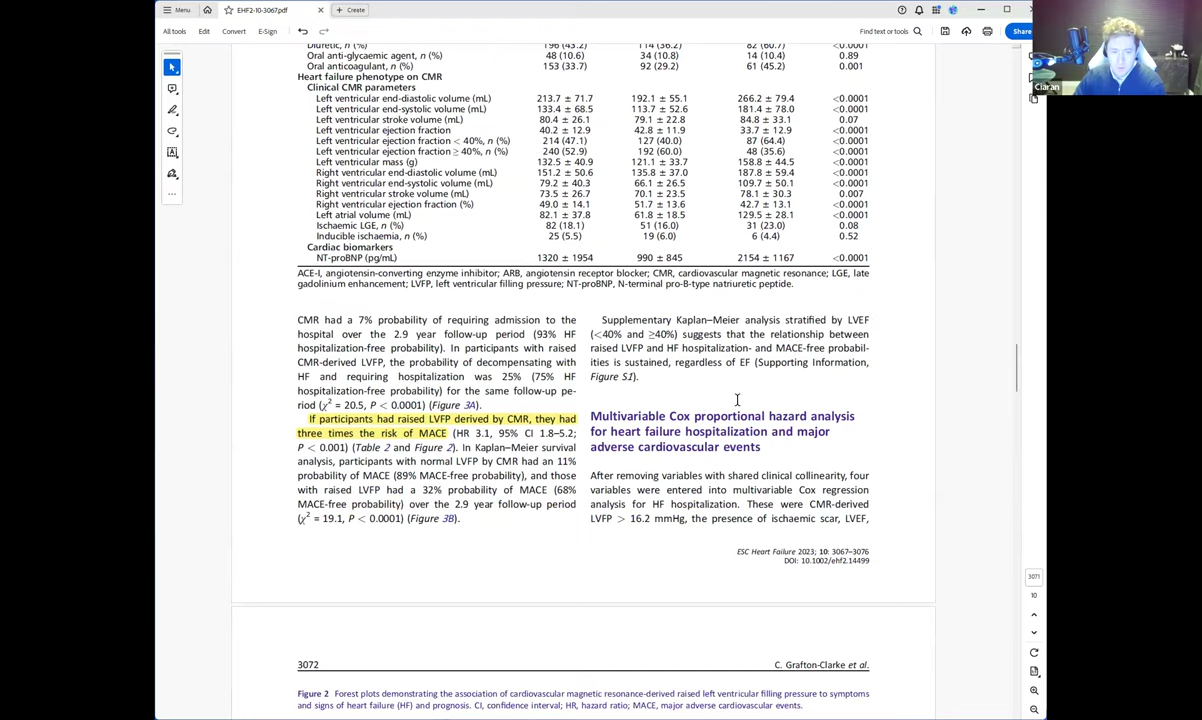 Menu
EHF2-10-3067.pdf
Create
All tools
Edit
Convert
E-Sign
Find text or tools
Share
Ciaran
Diuretic, n (%) 196 (43.2) 114 (36.2) 82 (60.7) <0.0001
Oral anti-glycaemic agent, n (%) 48 (10.6) 34 (10.8) 14 (10.4) 0.89
Oral anticoagulant, n (%) 153 (33.7) 92 (29.2) 61 (45.2) 0.001
Heart failure phenotype on CMR
Clinical CMR parameters
Left ventricular end-diastolic volume (mL) 213.7 ± 71.7 192.1 ± 55.1 266.2 ± 79.4 <0.0001
Left ventricular end-systolic volume (mL) 133.4 ± 68.5 113.7 ± 52.6 181.4 ± 78.0 <0.0001
Left ventricular stroke volume (mL) 80.4 ± 26.1 79.1 ± 22.8 84.8 ± 33.1 0.07
Left ventricular ejection fraction 40.2 ± 12.9 42.8 ± 11.9 33.7 ± 12.9 <0.0001
Left ventricular ejection fraction < 40%, n (%) 214 (47.1) 127 (40.0) 87 (64.4) <0.0001
Left ventricular ejection fraction ≥ 40%, n (%) 240 (52.9) 192 (60.0) 48 (35.6) <0.0001
Left ventricular mass (g) 132.5 ± 40.9 121.1 ± 33.7 158.8 ± 44.5 <0.0001
Right ventricular end-diastolic volume (mL) 151.2 ± 50.6 135.8 ± 37.0 187.8 ± 59.4 <0.0001
Right ventricular end-systolic volume (mL) 79.2 ± 40.3 66.1 ± 26.5 109.7 ± 50.1 <0.0001
Right ventricular stroke volume (mL) 73.5 ± 26.7 70.1 ± 23.5 78.1 ± 30.3 0.007
Right ventricular ejection fraction (%) 49.0 ± 14.1 51.7 ± 13.6 42.7 ± 13.1 <0.0001
Left atrial volume (mL) 82.1 ± 37.8 61.8 ± 18.5 129.5 ± 28.1 <0.0001
Ischaemic LGE, n (%) 82 (18.1) 51 (16.0) 31 (23.0) 0.08
Inducible ischaemia, n (%) 25 (5.5) 19 (6.0) 6 (4.4) 0.52
Cardiac biomarkers
NT-proBNP (pg/mL) 1320 ± 1954 990 ± 845 2154 ± 1167 <0.0001
ACE-I, angiotensin-converting enzyme inhibitor; ARB, angiotensin receptor blocker; CMR, cardiovascular magnetic resonance; LGE, late
gadolinium enhancement; LVFP, left ventricular filling pressure; NT-proBNP, N-terminal pro-B-type natriuretic peptide.
CMR had a 7% probability of requiring admission to the
hospital over the 2.9 year follow-up period (93% HF
hospitalization-free probability). In participants with raised
CMR-derived LVFP, the probability of decompensating with
HF and requiring hospitalization was 25% (75% HF
hospitalization-free probability) for the same follow-up pe-
riod (χ² = 20.5, P < 0.0001) (Figure 3A).
If participants had raised LVFP derived by CMR, they had
three times the risk of MACE (HR 3.1, 95% CI 1.8–5.2;
P < 0.001) (Table 2 and Figure 2). In Kaplan–Meier survival
analysis, participants with normal LVFP by CMR had an 11%
probability of MACE (89% MACE-free probability), and those
with raised LVFP had a 32% probability of MACE (68%
MACE-free probability) over the 2.9 year follow-up period
(χ² = 19.1, P < 0.0001) (Figure 3B).
Supplementary Kaplan–Meier analysis stratified by LVEF
(<40% and ≥40%) suggests that the relationship between
raised LVFP and HF hospitalization- and MACE-free probabil-
ities is sustained, regardless of EF (Supporting Information,
Figure S1).
Multivariable Cox proportional hazard analysis
for heart failure hospitalization and major
adverse cardiovascular events
After removing variables with shared clinical collinearity, four
variables were entered into multivariable Cox regression
analysis for HF hospitalization. These were CMR-derived
LVFP > 16.2 mmHg, the presence of ischaemic scar, LVEF,
ESC Heart Failure 2023; 10: 3067–3076
DOI: 10.1002/ehf2.14499
3071
10
3072
C. Grafton-Clarke et al.
Figure 2 Forest plots demonstrating the association of cardiovascular magnetic resonance-derived raised left ventricular filling pressure to symptoms
and signs of heart failure (HF) and prognosis. CI, confidence interval; HR, hazard ratio; MACE, major adverse cardiovascular events.